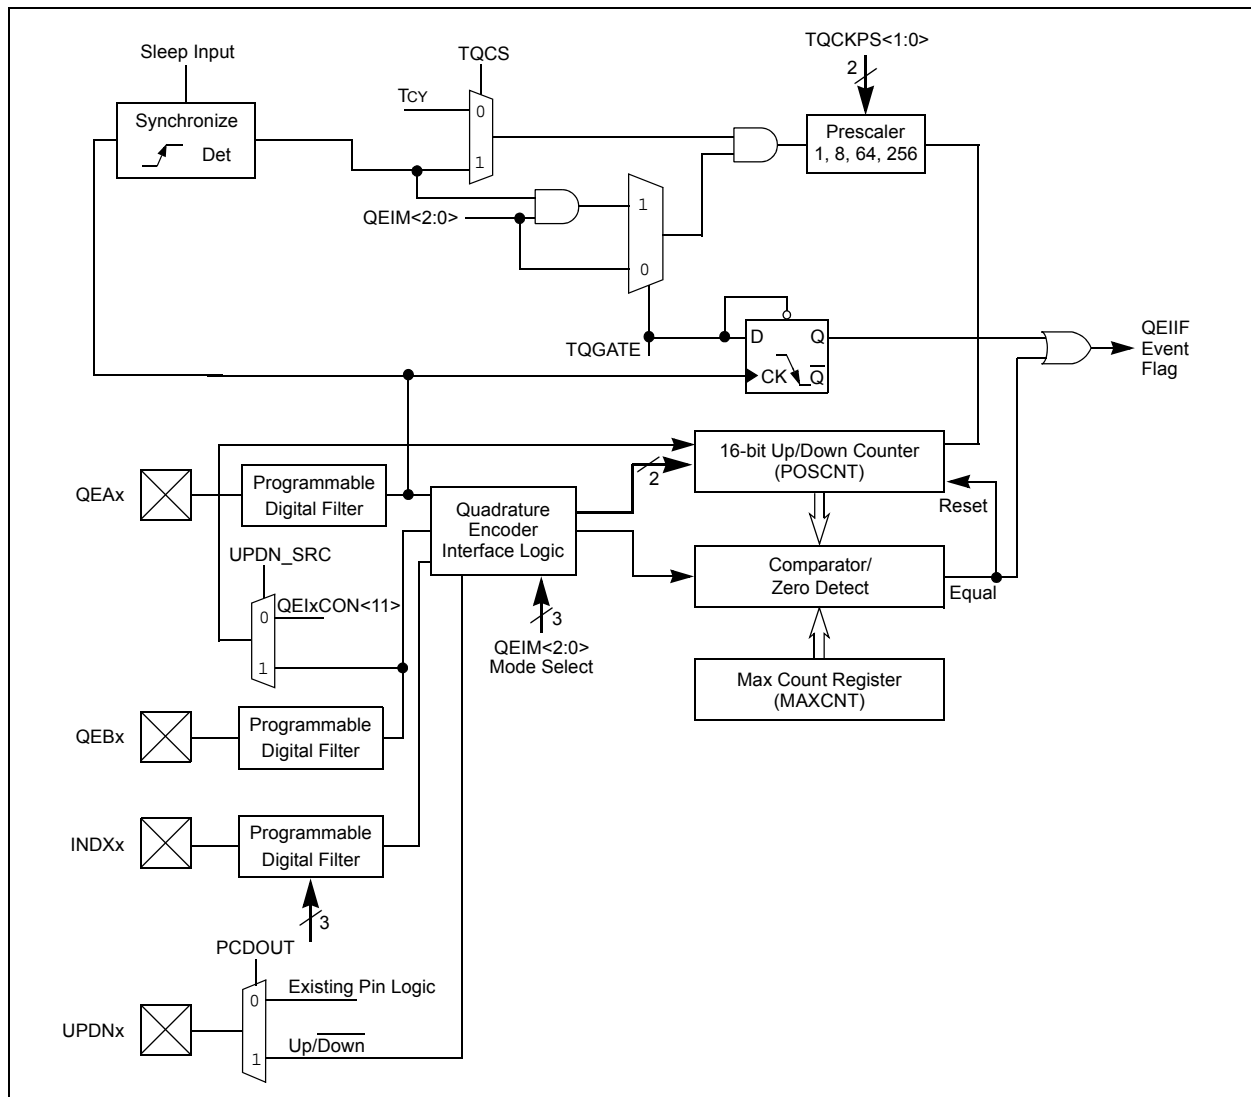 Sleep Input
TQCS
TQCKPS<1:0>
2
TCY
0
1
Synchronize
Det
Prescaler
1, 8, 64, 256
QEIM<2:0>
1
0
TQGATE
D Q
CK Q
QEIIF
Event
Flag
QEAx
Programmable
Digital Filter
Quadrature
Encoder
Interface Logic
2
16-bit Up/Down Counter
(POSCNT)
Reset
UPDN_SRC
QEIxCON<11>
0
1
3
QEIM<2:0>
Mode Select
Comparator/
Zero Detect
Equal
Max Count Register
(MAXCNT)
QEBx
Programmable
Digital Filter
INDXx
Programmable
Digital Filter
3
PCDOUT
Existing Pin Logic
0
UPDNx
Up/Down
1